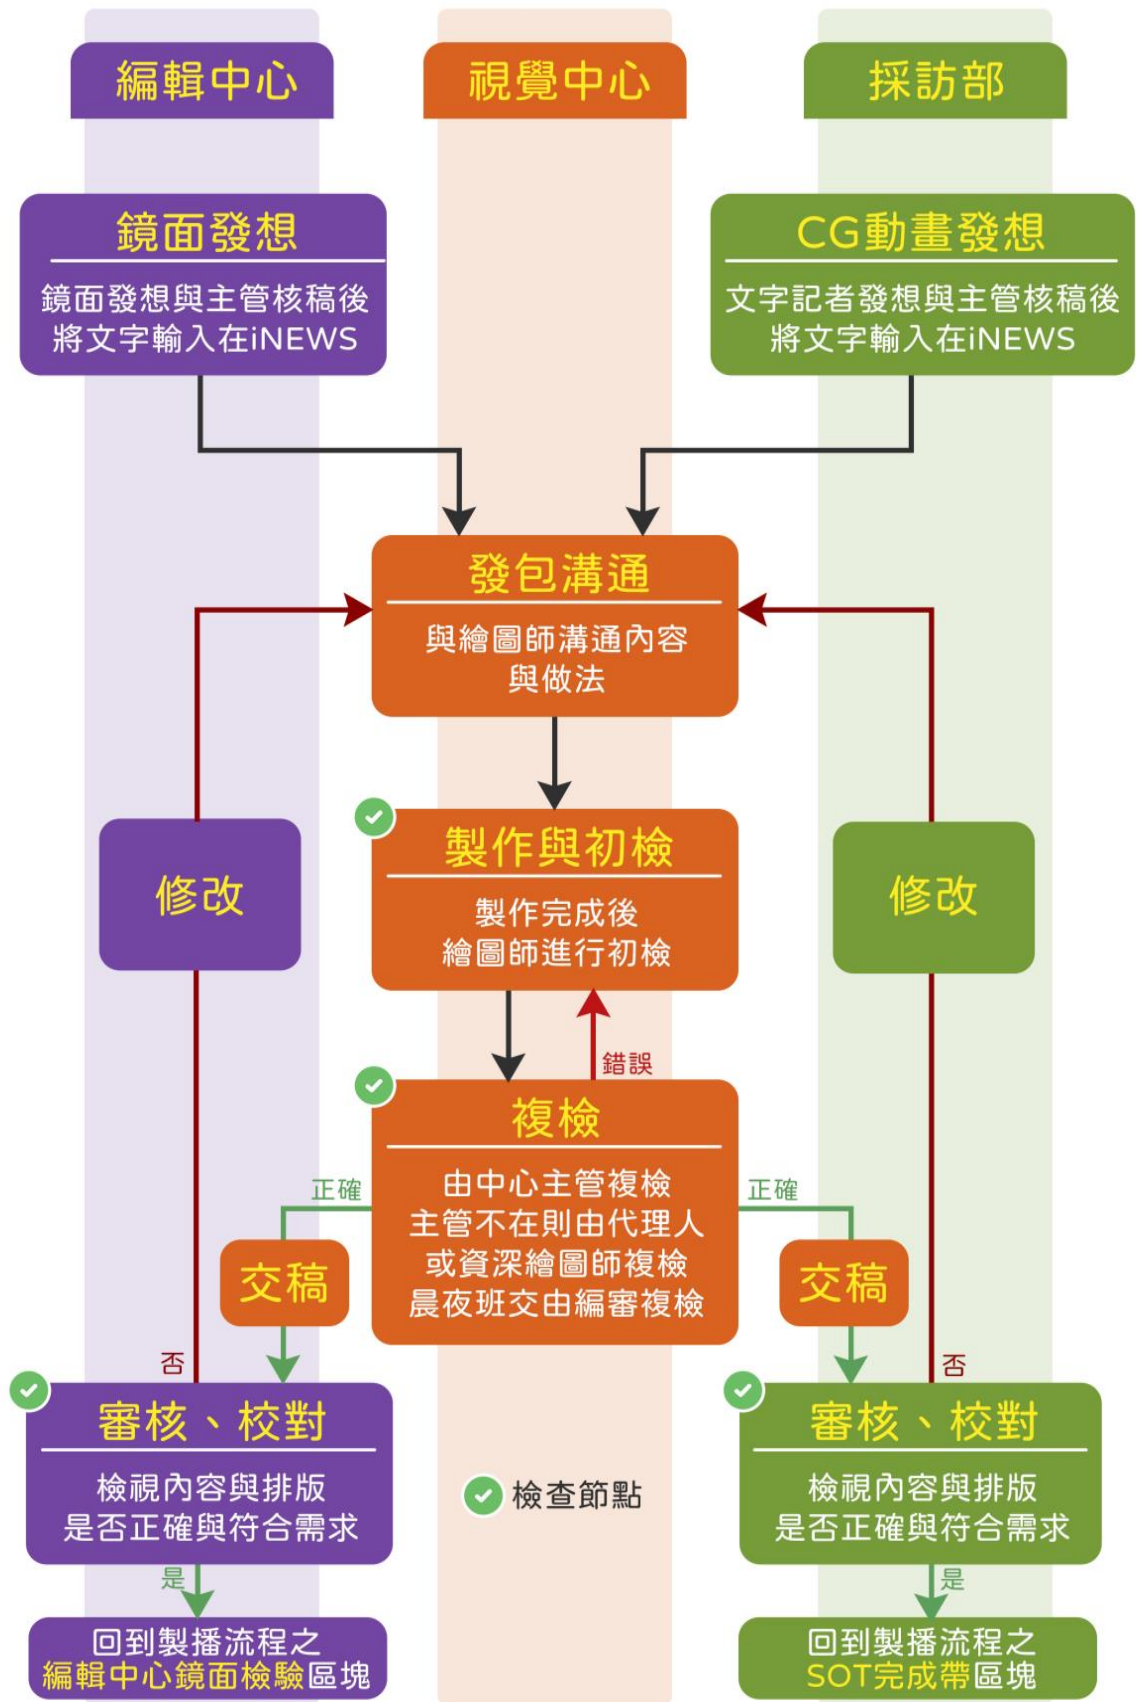 編輯中心
視覺中心
採訪部
鏡面發想
鏡面發想與主管核稿後
將文字輸入在iNEWS
CG動畫發想
文字記者發想與主管核稿後
將文字輸入在iNEWS
發包溝通
與繪圖師溝通內容
與做法
修改
製作與初檢
製作完成後
繪圖師進行初檢
修改
錯誤
複檢
由中心主管複檢
主管不在則由代理人
或資深繪圖師複檢
晨夜班交由編審複檢
正確
正確
交稿
交稿
否
否
審核、校對
檢視內容與排版
是否正確與符合需求
檢查節點
審核、校對
檢視內容與排版
是否正確與符合需求
是
是
回到製播流程之
編輯中心鏡面檢驗區塊
回到製播流程之
SOT完成帶區塊